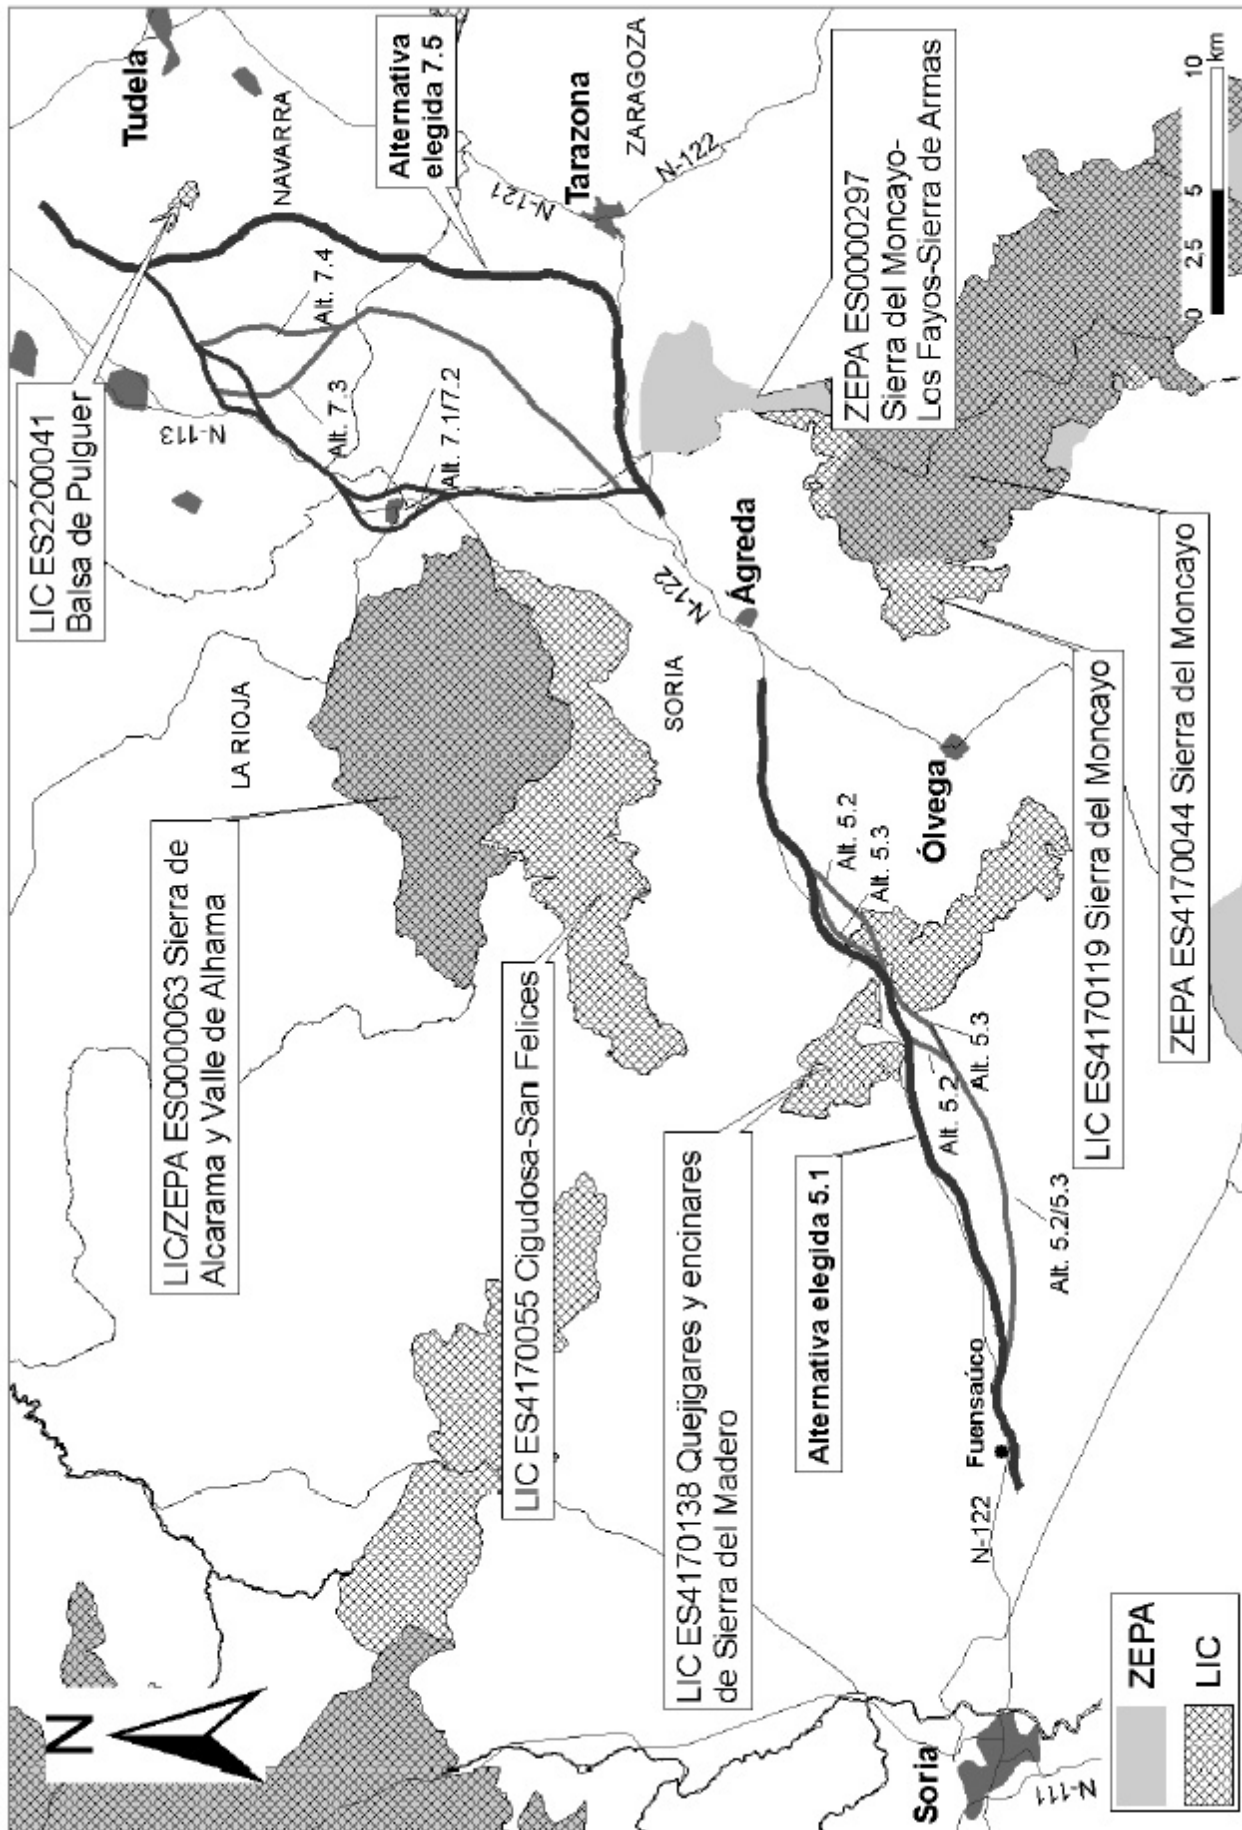 N
LIC ES2200041
Balsa de Pulguer
Tudela
NAVARRA
Alternativa
elegida 7.5
N-113
Alt. 7.4
Alt. 7.3
Alt. 7.1/7.2
N-121
Tarazona
ZARAGOZA
N-122
LA RIOJA
LIC/ZEPA ES0000063 Sierra de
Alcarama y Valle de Alhama
SORIA
N-122
Ágreda
ZEPA ES0000297
Sierra del Moncayo-
Los Fayos-Sierra de Armas
LIC ES4170055 Cigudosa-San Felices
LIC ES4170138 Quejigares y encinares
de Sierra del Madero
Alt. 5.2
Alt. 5.3
Ólvega
Alternativa elegida 5.1
Alt. 5.2
Alt. 5.3
Alt. 5.2/5.3
LIC ES4170119 Sierra del Moncayo
ZEPA ES4170044 Sierra del Moncayo
Fuensaúco
N-122
Soria
N-111
ZEPA
LIC
0 2.5 5 10
km